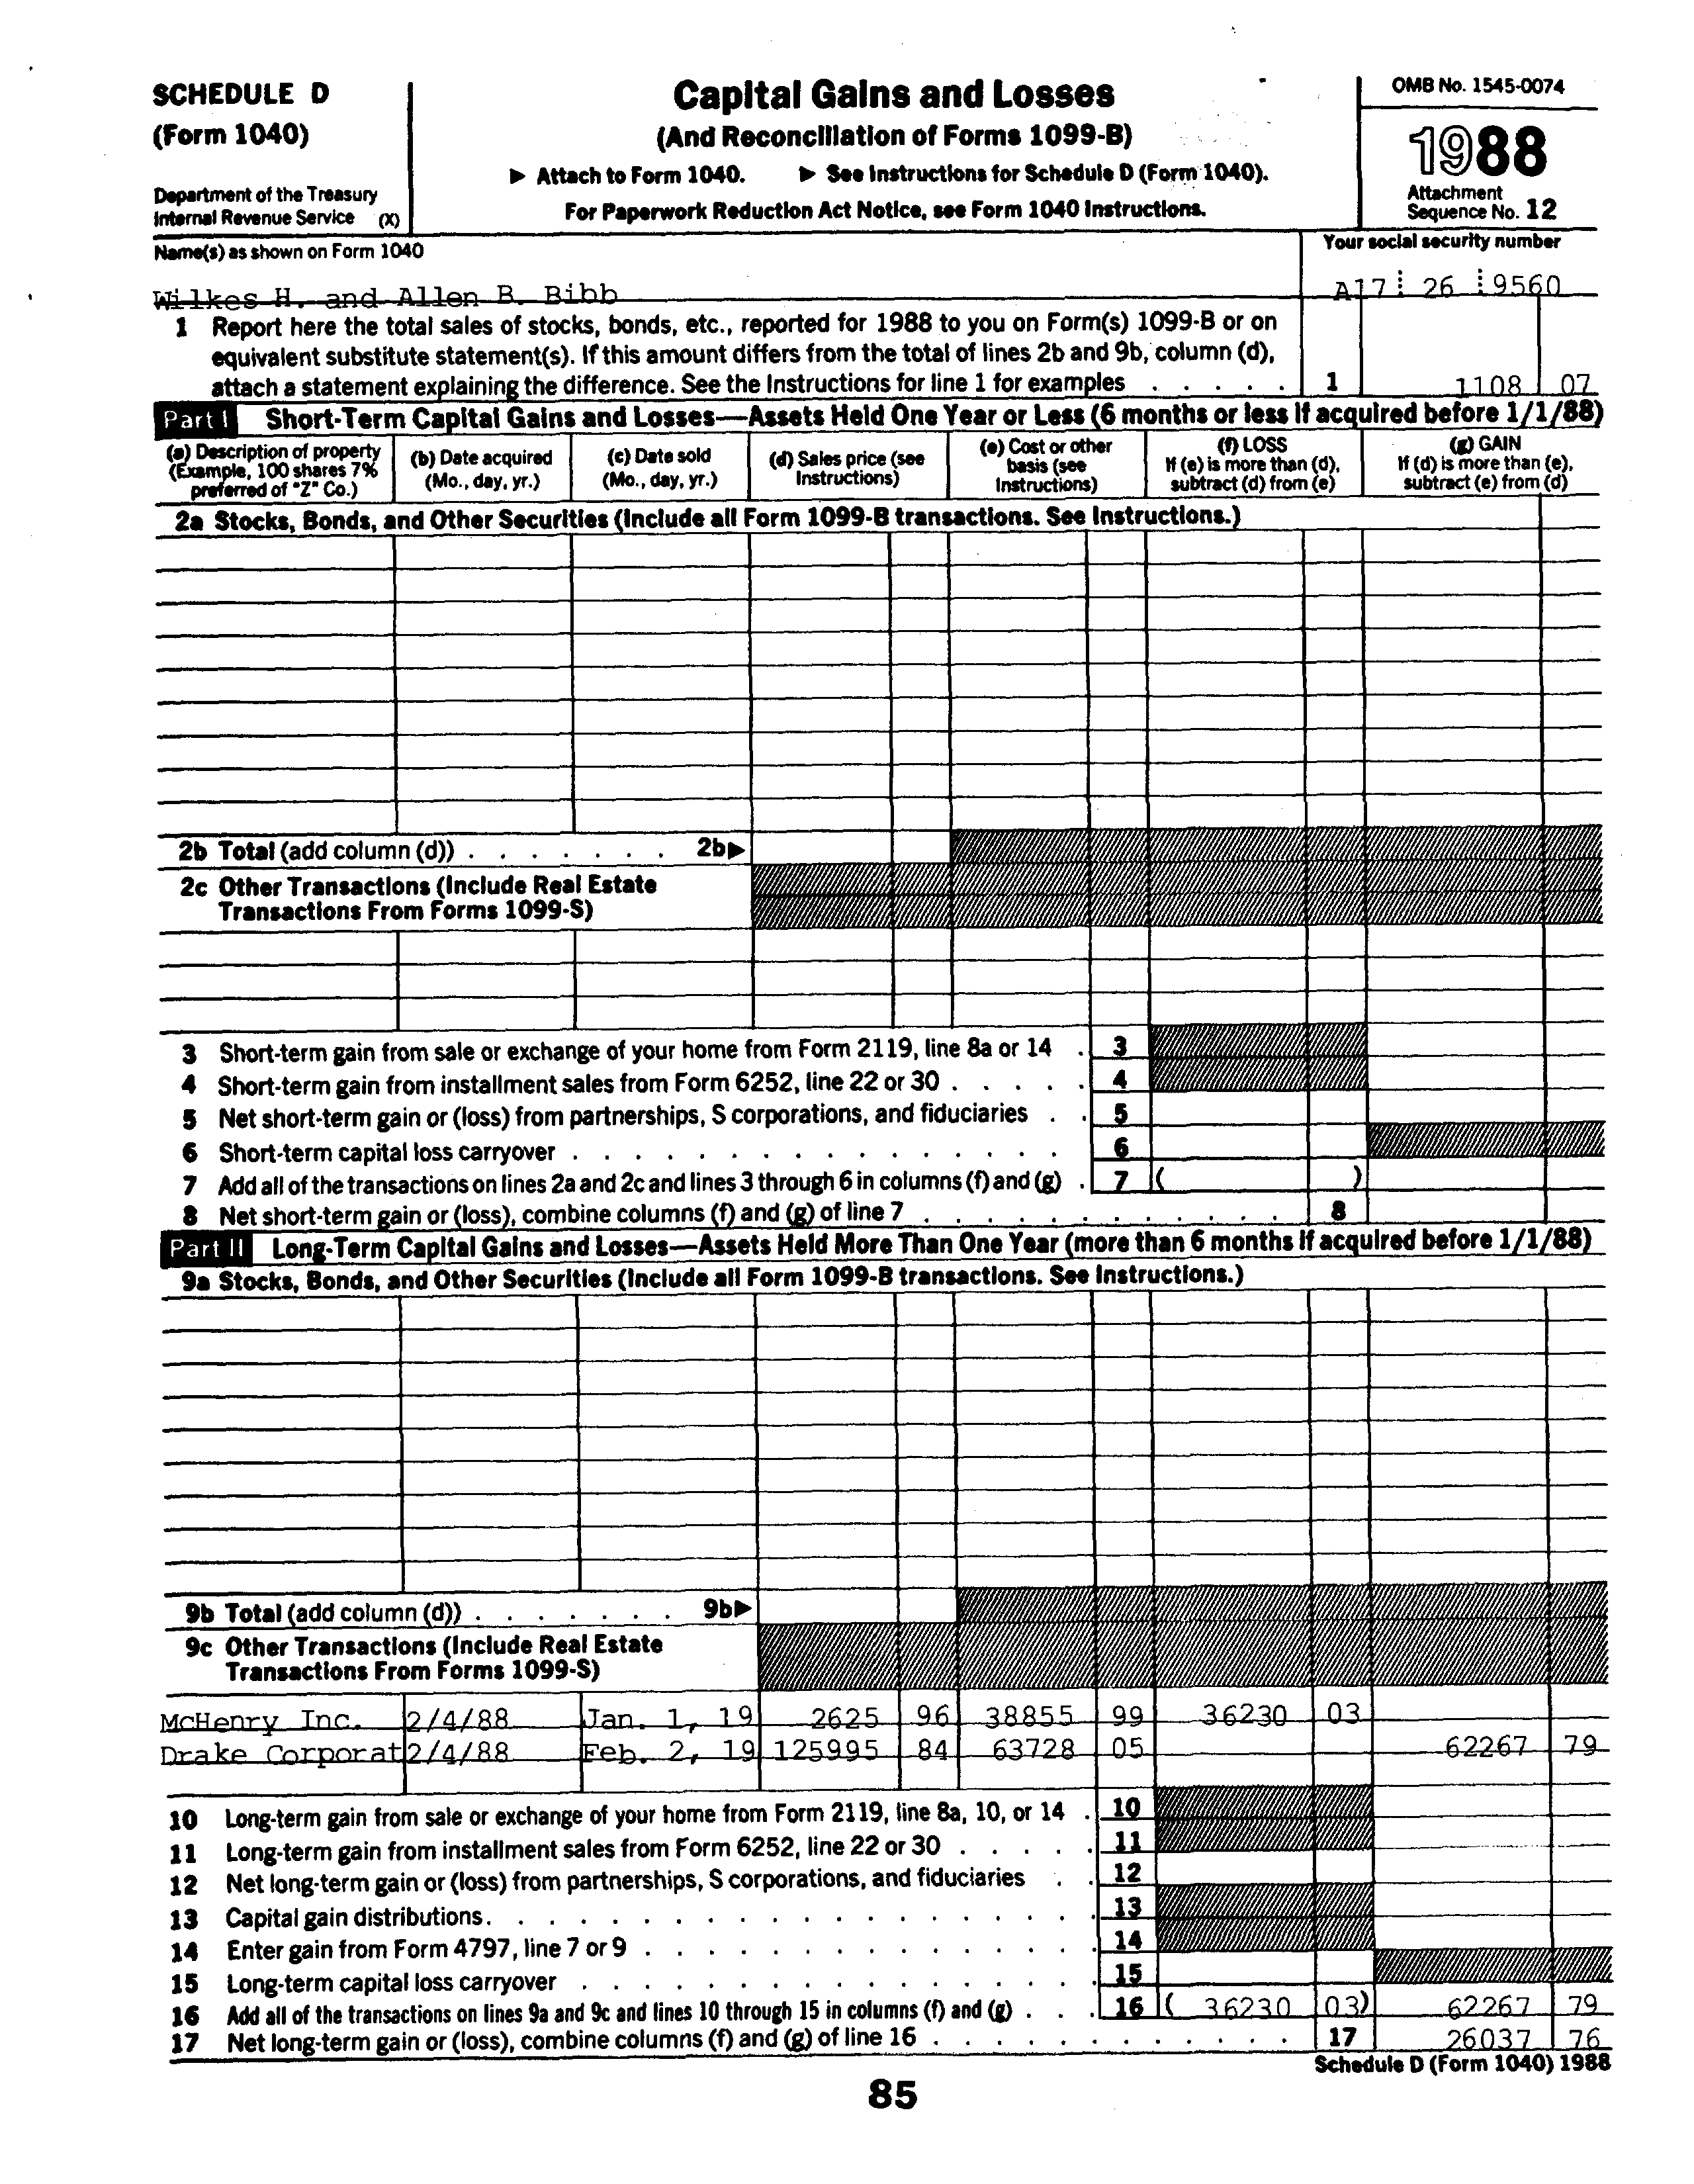 SCHEDULE D
(Form 1040)
Department of the Treasury
Internal Revenue Service (X)
Capital Gains and Losses
(And Reconciliation of Forms 1099-B)
▶ Attach to Form 1040. ▶ See Instructions for Schedule D (Form 1040).
For Paperwork Reduction Act Notice, see Form 1040 Instructions.
OMB No. 1545-0074
1988
Attachment
Sequence No. 12
Name(s) as shown on Form 1040
Wilkes H. and Allen B. Bibb
Your social security number
A17 26 9560
1 Report here the total sales of stocks, bonds, etc., reported for 1988 to you on Form(s) 1099-B or on
equivalent substitute statement(s). If this amount differs from the total of lines 2b and 9b, column (d),
attach a statement explaining the difference. See the Instructions for line 1 for examples . . . . . 1 1108 07
Part I Short-Term Capital Gains and Losses—Assets Held One Year or Less (6 months or less if acquired before 1/1/88)
(a) Description of property
(Example, 100 shares 7%
preferred of "Z" Co.)
(b) Date acquired
(Mo., day, yr.)
(c) Date sold
(Mo., day, yr.)
(d) Sales price (see
Instructions)
(e) Cost or other
basis (see
Instructions)
(f) LOSS
If (e) is more than (d),
subtract (d) from (e)
(g) GAIN
If (d) is more than (e),
subtract (e) from (d)
2a Stocks, Bonds, and Other Securities (Include all Form 1099-B transactions. See Instructions.)
2b Total (add column (d)) . . . . . . . 2b▶
2c Other Transactions (Include Real Estate
Transactions From Forms 1099-S)
3 Short-term gain from sale or exchange of your home from Form 2119, line 8a or 14 . 3
4 Short-term gain from installment sales from Form 6252, line 22 or 30 . . . . . 4
5 Net short-term gain or (loss) from partnerships, S corporations, and fiduciaries . . 5
6 Short-term capital loss carryover . . . . . . . . . . . . . . . 6
7 Add all of the transactions on lines 2a and 2c and lines 3 through 6 in columns (f) and (g) . 7 ( )
8 Net short-term gain or (loss), combine columns (f) and (g) of line 7 . . . . . . . . . . . . 8
Part II Long-Term Capital Gains and Losses—Assets Held More Than One Year (more than 6 months if acquired before 1/1/88)
9a Stocks, Bonds, and Other Securities (Include all Form 1099-B transactions. See Instructions.)
9b Total (add column (d)) . . . . . . . 9b▶
9c Other Transactions (Include Real Estate
Transactions From Forms 1099-S)
McHenry Inc. 2/4/88 Jan. 1, 19 2625 96 38855 99 36230 03
Drake Corporat 2/4/88 Feb. 2, 19 125995 84 63728 05 62267 79
10 Long-term gain from sale or exchange of your home from Form 2119, line 8a, 10, or 14 . 10
11 Long-term gain from installment sales from Form 6252, line 22 or 30 . . . . . 11
12 Net long-term gain or (loss) from partnerships, S corporations, and fiduciaries . . 12
13 Capital gain distributions. . . . . . . . . . . . . . . . . . . 13
14 Enter gain from Form 4797, line 7 or 9 . . . . . . . . . . . . . 14
15 Long-term capital loss carryover . . . . . . . . . . . . . . . 15
16 Add all of the transactions on lines 9a and 9c and lines 10 through 15 in columns (f) and (g) . . . 16 ( 36230 03) 62267 79
17 Net long-term gain or (loss), combine columns (f) and (g) of line 16 . . . . . . . . . . . . 17 26037 76
Schedule D (Form 1040) 1988
85